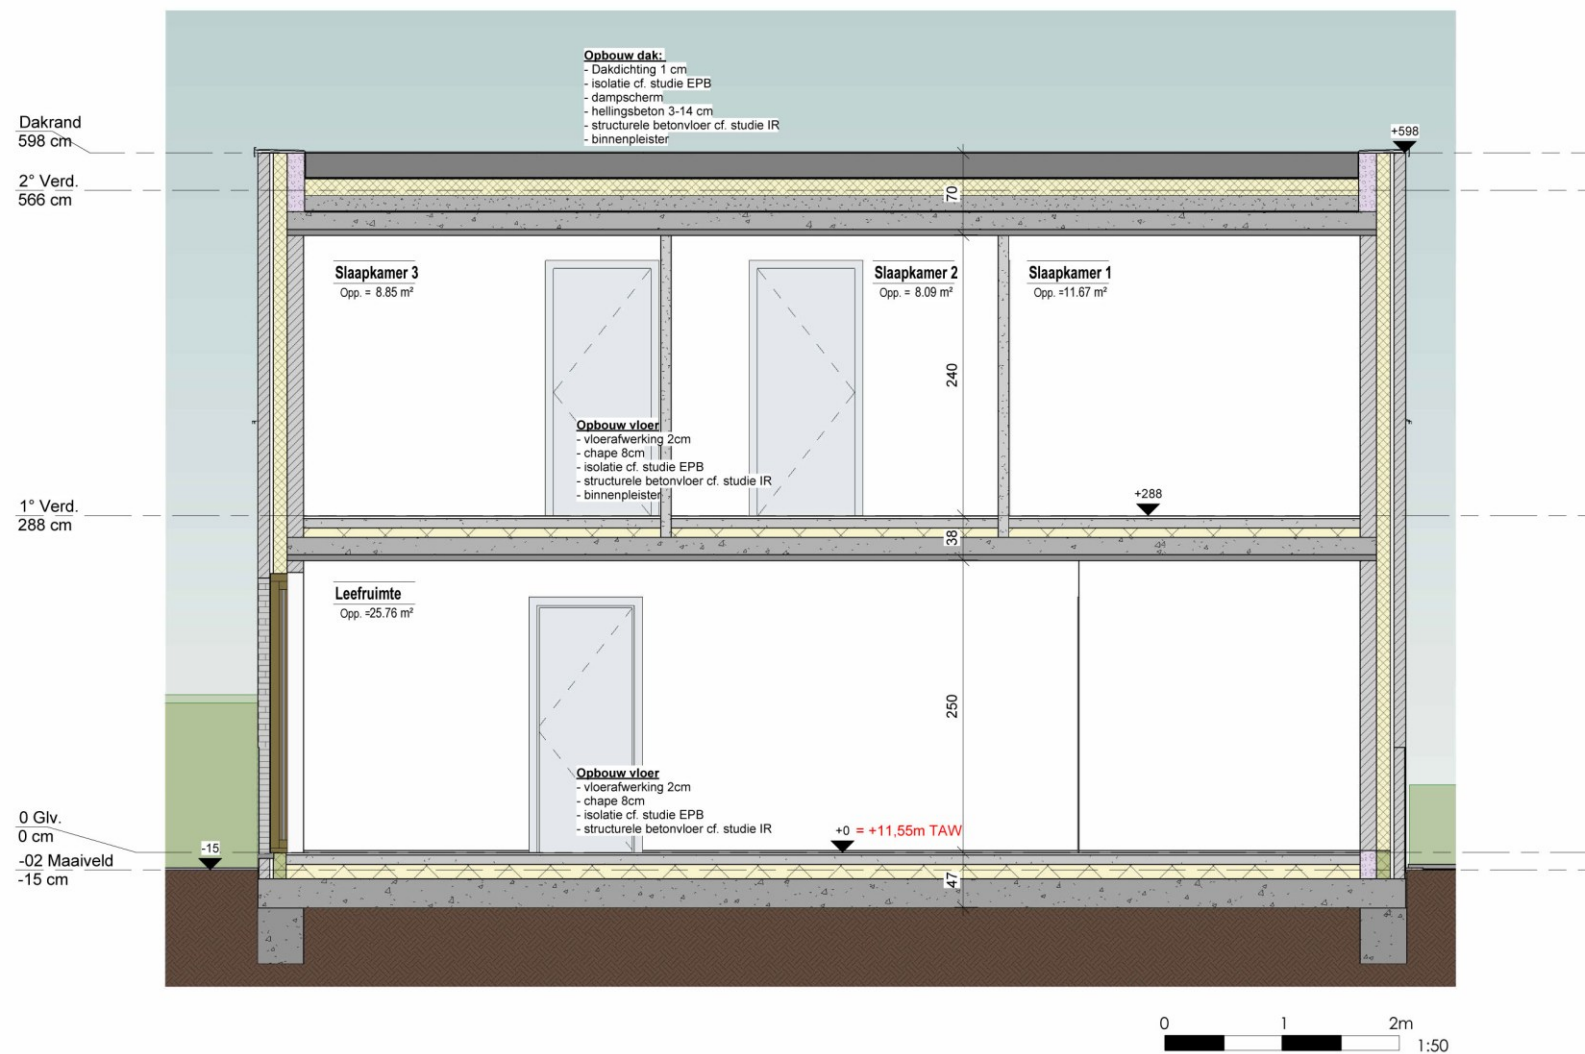 Opbouw dak:
- Dakdichting 1 cm
- isolatie cf. studie EPB
- dampscherm
- hellingsbeton 3-14 cm
- structurele betonvloer cf. studie IR
- binnenpleister
Dakrand
598 cm
+598
2° Verd.
566 cm
70
Slaapkamer 3
Opp. = 8.85 m²
Slaapkamer 2
Opp. = 8.09 m²
Slaapkamer 1
Opp. =11.67 m²
240
Opbouw vloer
- vloerafwerking 2cm
- chape 8cm
- isolatie cf. studie EPB
- structurele betonvloer cf. studie IR
- binnenpleister
1° Verd.
288 cm
+288
38
Leefruimte
Opp. =25.76 m²
250
Opbouw vloer
- vloerafwerking 2cm
- chape 8cm
- isolatie cf. studie EPB
- structurele betonvloer cf. studie IR
0 Glv.
0 cm
+0 = +11,55m TAW
-02 Maaiveld
-15 cm
-15
47
0 1 2m
1:50